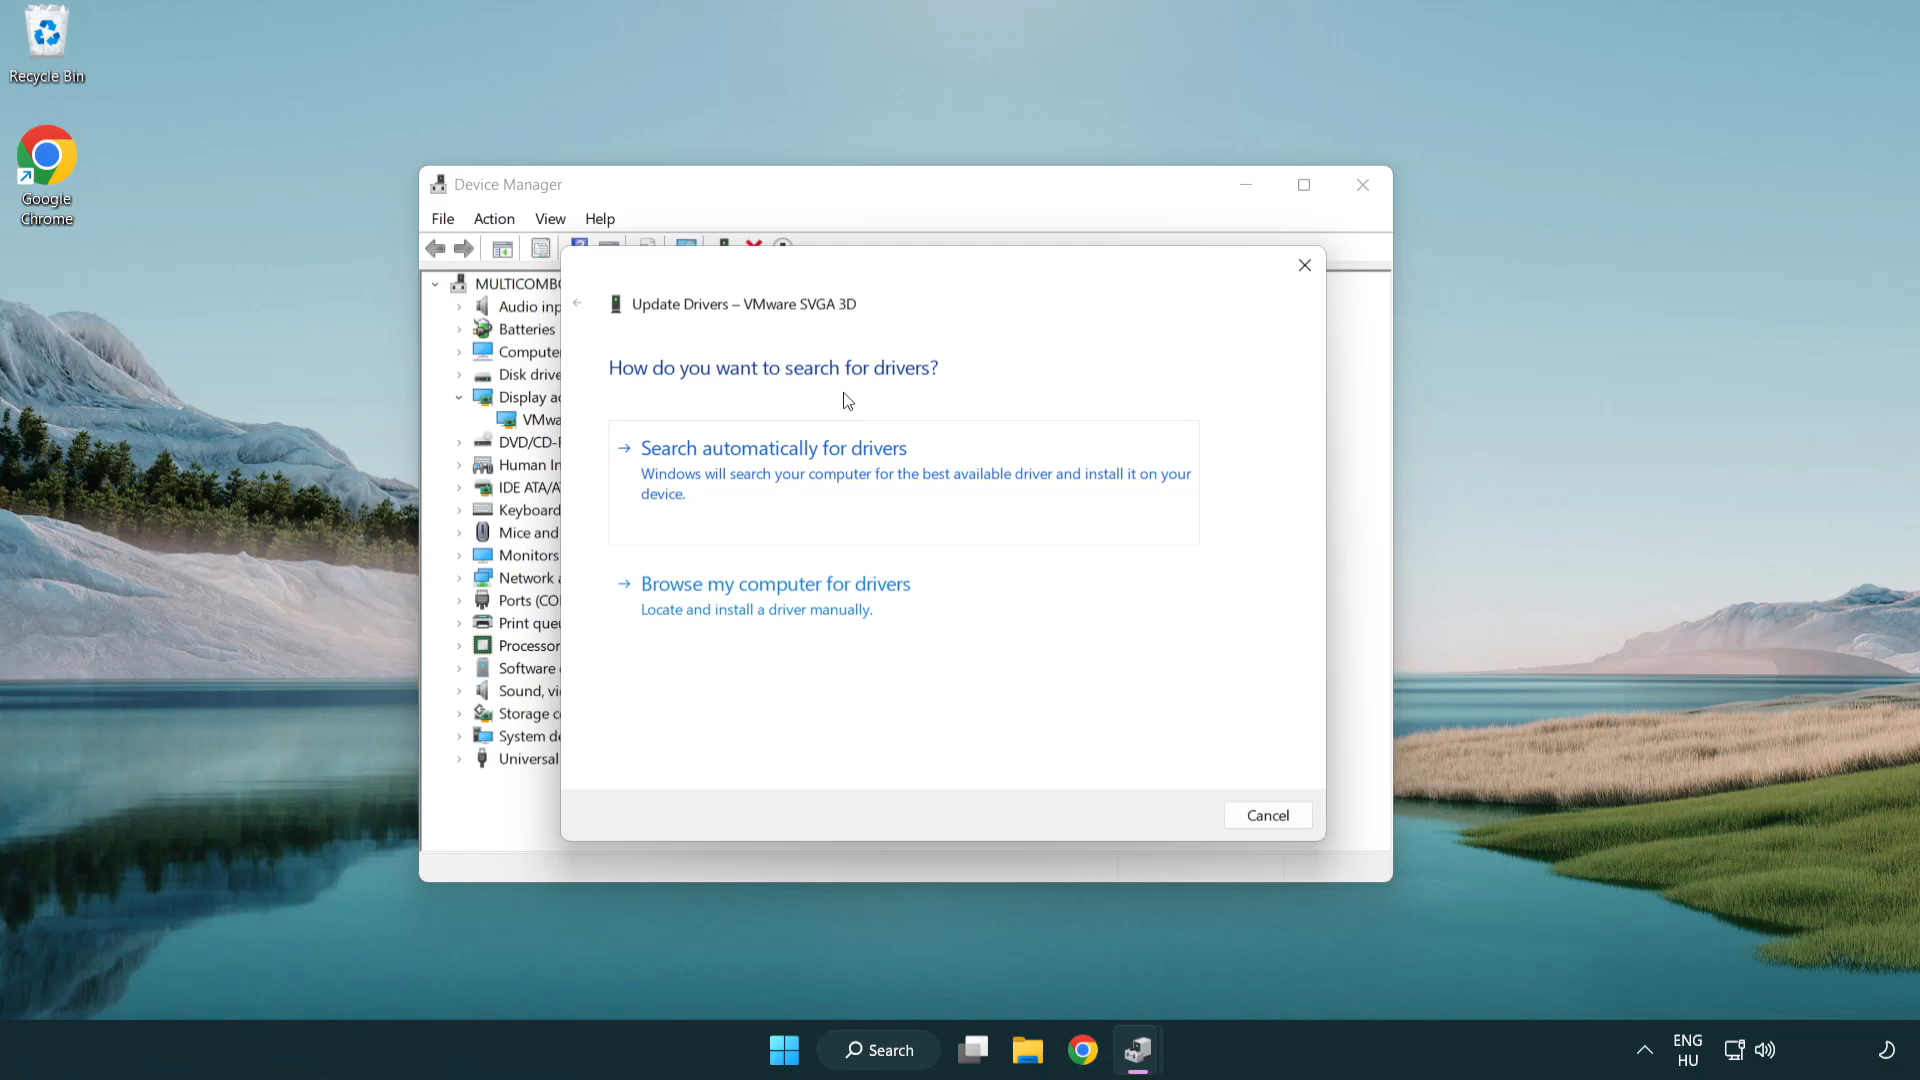 Recycle Bin
Google
Chrome
Device Manager
File Action View Help
MULTICOMBO
Audio inp
Batteries
Compute
Disk drive
Display ad
VMwa
DVD/CD-R
Human In
IDE ATA/A
Keyboard
Mice and
Monitors
Network a
Ports (CO
Print que
Processor
Software
Sound, vi
Storage c
System de
Universal
Update Drivers – VMware SVGA 3D
How do you want to search for drivers?
Search automatically for drivers
Windows will search your computer for the best available driver and install it on your
device.
Browse my computer for drivers
Locate and install a driver manually.
Cancel
Search
ENG
HU